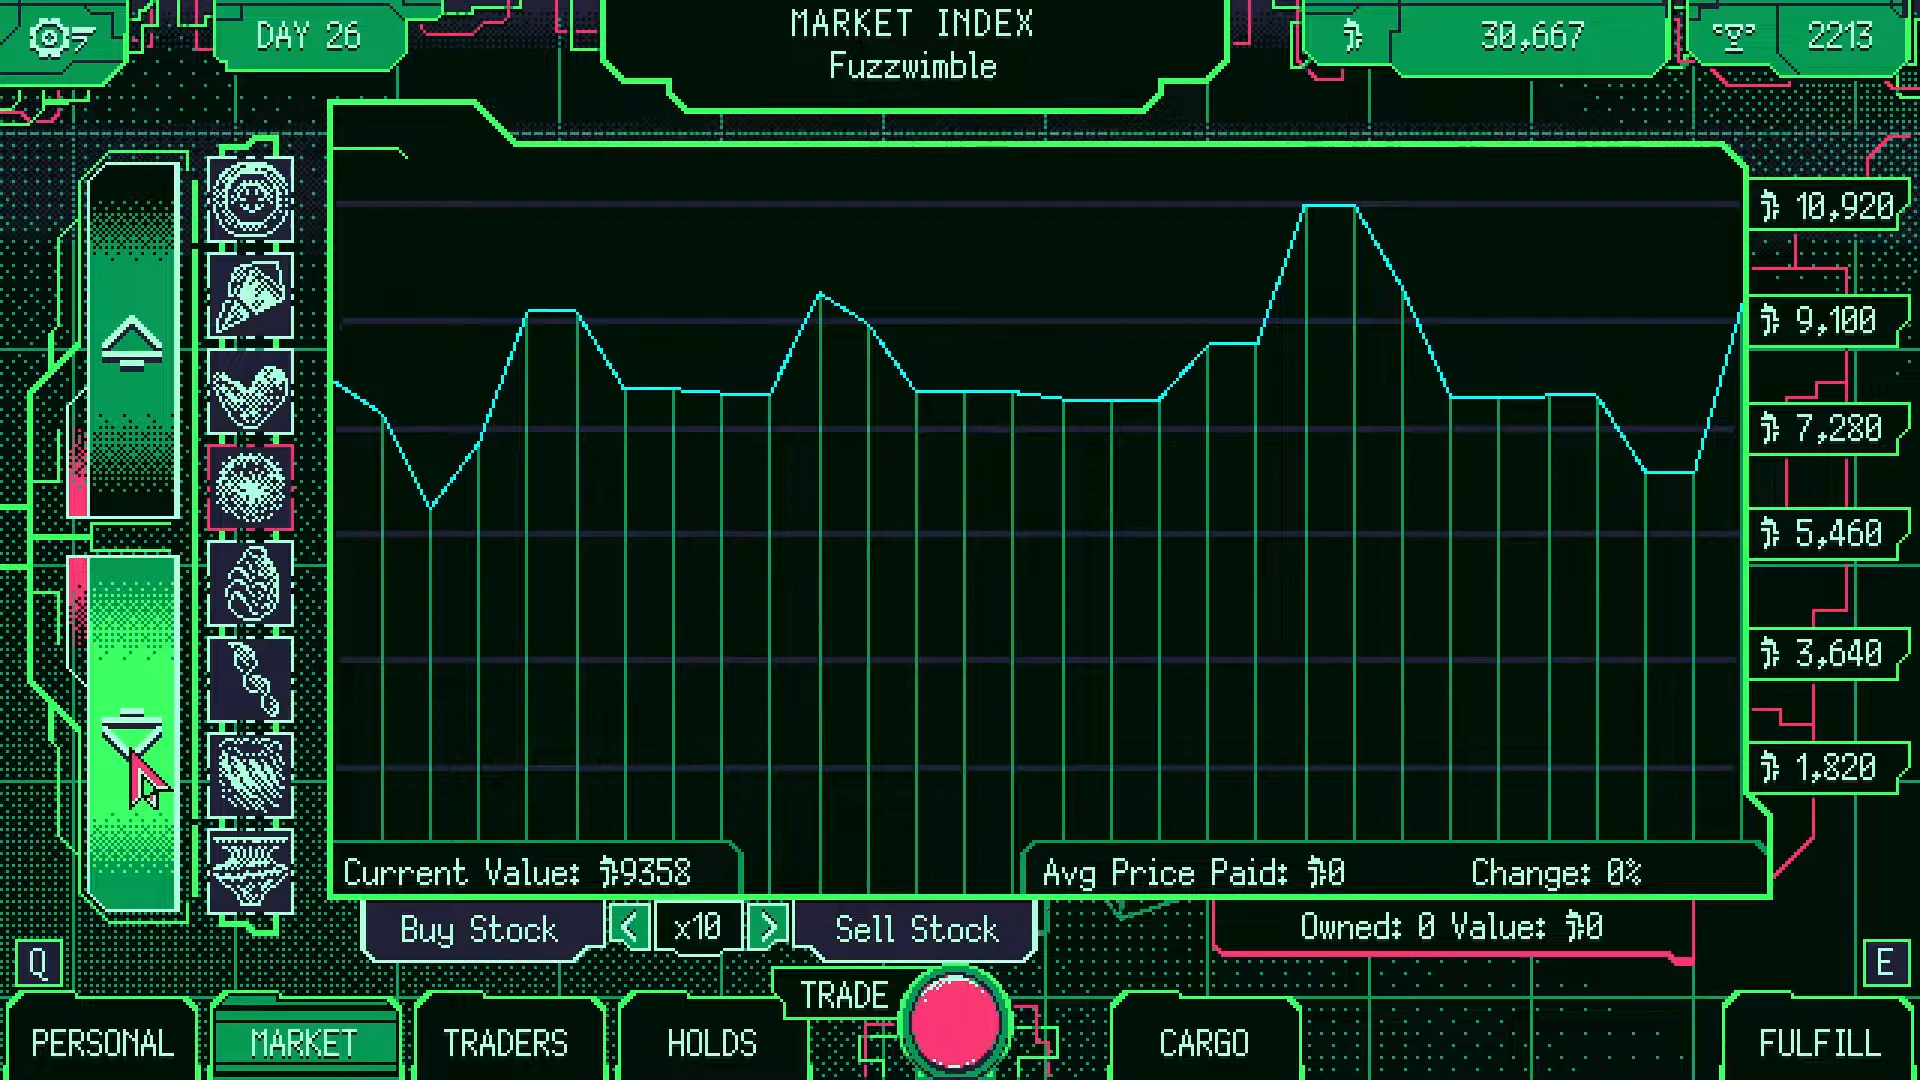 DAY 26
MARKET INDEX
Fuzzwimble
30,667
2213
10,920
9,100
7,280
5,460
3,640
1,820
Current Value: 9358
Avg Price Paid: 0
Change: 0%
Buy Stock
x10
Sell Stock
Owned: 0 Value: 0
Q
E
TRADE
PERSONAL
MARKET
TRADERS
HOLDS
CARGO
FULFILL